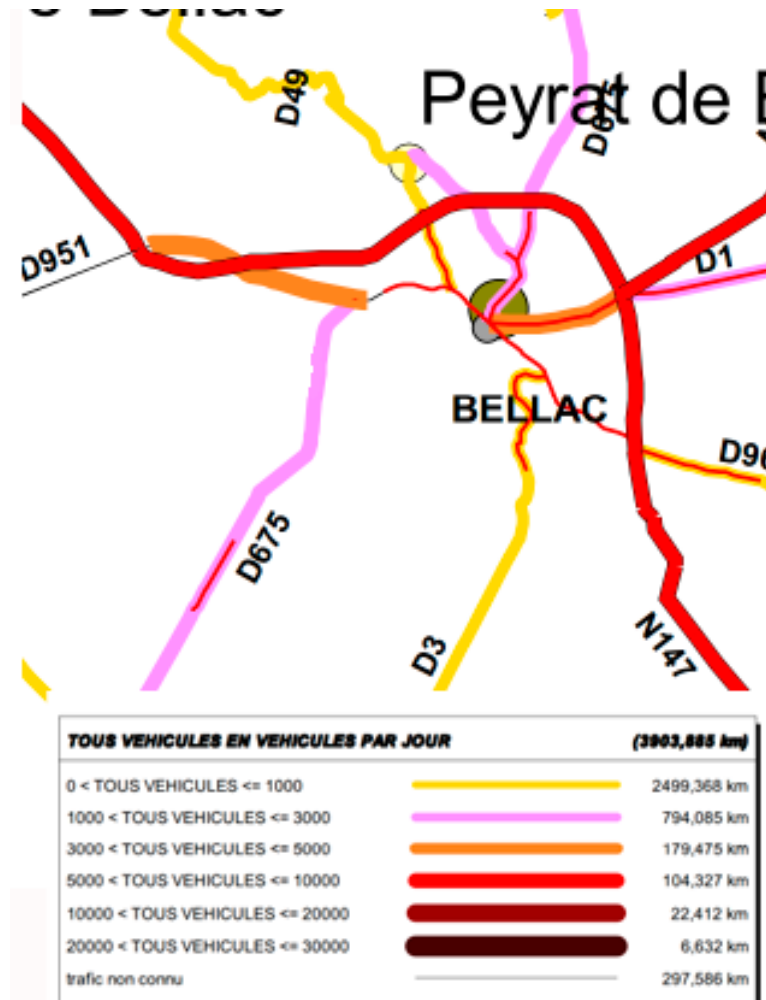 Bellac
D49
Peyrat de
D675
D951
D1
BELLAC
D675
D3
N147
TOUS VEHICULES EN VEHICULES PAR JOUR (3903,885 km)
0 < TOUS VEHICULES <= 1000 2499,368 km
1000 < TOUS VEHICULES <= 3000 794,085 km
3000 < TOUS VEHICULES <= 5000 179,475 km
5000 < TOUS VEHICULES <= 10000 104,327 km
10000 < TOUS VEHICULES <= 20000 22,412 km
20000 < TOUS VEHICULES <= 30000 6,632 km
trafic non connu 297,586 km